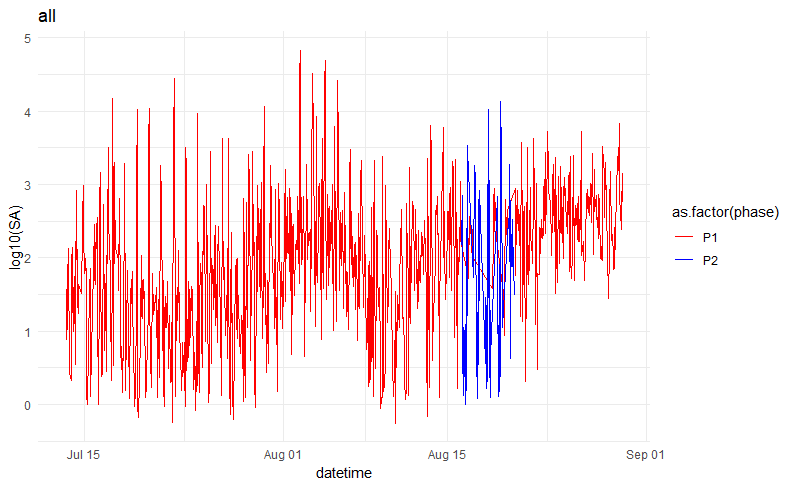 all
5
4
3
2
1
0
log10(SA)
Jul 15
Aug 01
Aug 15
Sep 01
datetime
as.factor(phase)
P1
P2